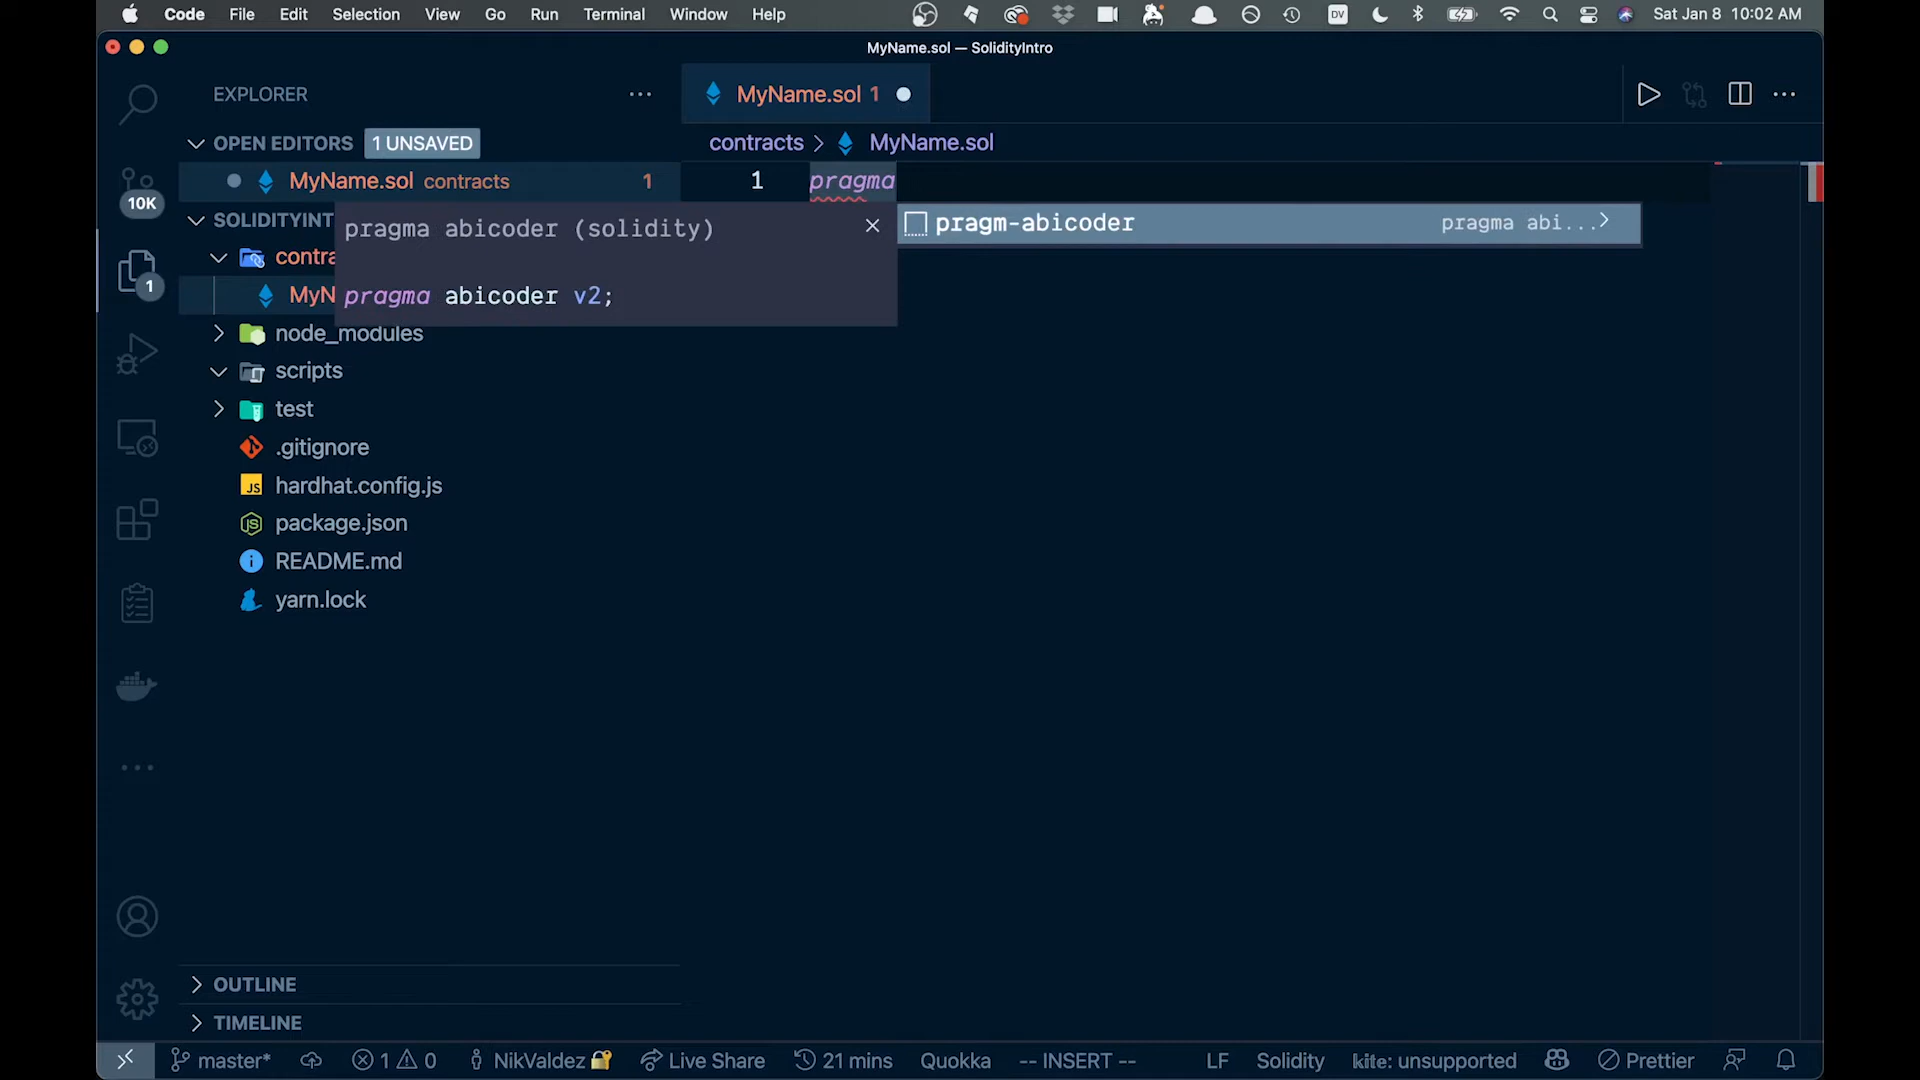 Code File Edit Selection View Go Run Terminal Window Help DV Sat Jan 8 10:02 AM
MyName.sol — SolidityIntro
EXPLORER
MyName.sol 1
OPEN EDITORS 1 UNSAVED
contracts > MyName.sol
MyName.sol contracts 1
1 pragma
10K
SOLIDITYINT
pragma abicoder (solidity)
pragm-abicoder pragma abi...>
contra
1
MyN
pragma abicoder v2;
node_modules
scripts
test
.gitignore
JS hardhat.config.js
package.json
README.md
yarn.lock
OUTLINE
TIMELINE
master* 1 0 NikValdez Live Share 21 mins Quokka -- INSERT -- LF Solidity kite: unsupported Prettier